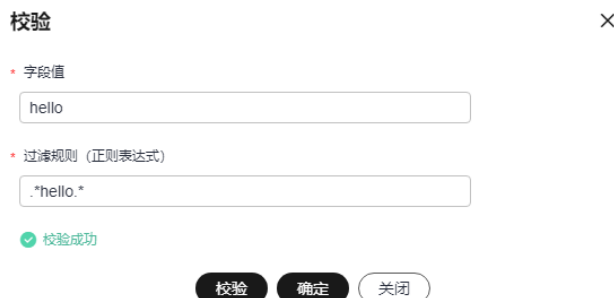 校验
* 字段值
hello
* 过滤规则（正则表达式）
.*hello.*
校验成功
校验 确定 关闭